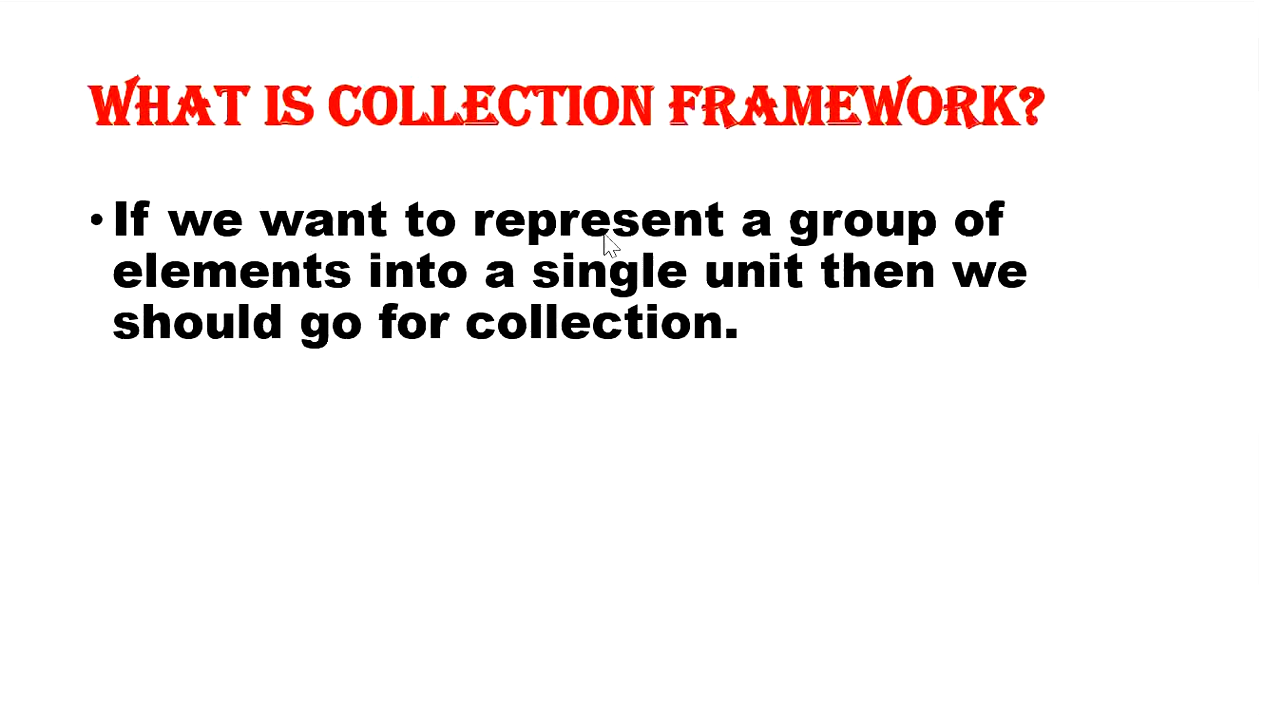 WHAT IS COLLECTION FRAMEWORK?
• If we want to represent a group of
elements into a single unit then we
should go for collection.